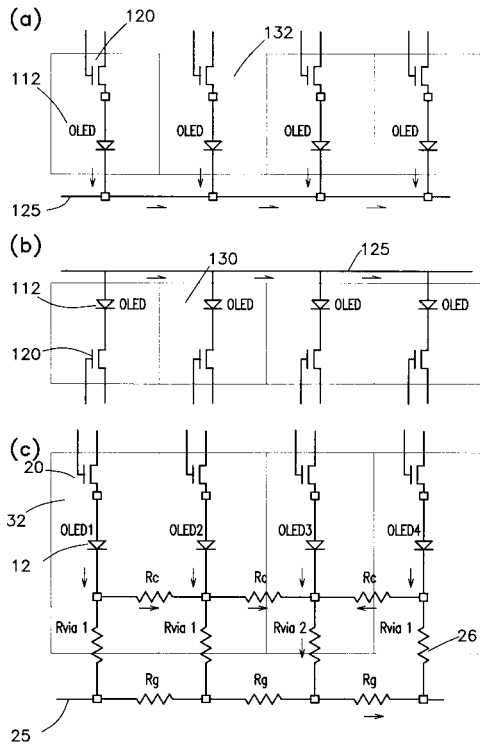 (a)
120
132
112
OLED OLED OLED OLED
125
(b)
125
130
112
OLED OLED OLED OLED
120
(c)
20
32
OLED1 OLED2 OLED3 OLED4
12
Rc Rc Rc
Rvia 1 Rvia 1 Rvia 2 Rvia 1
26
Rg Rg Rg
25